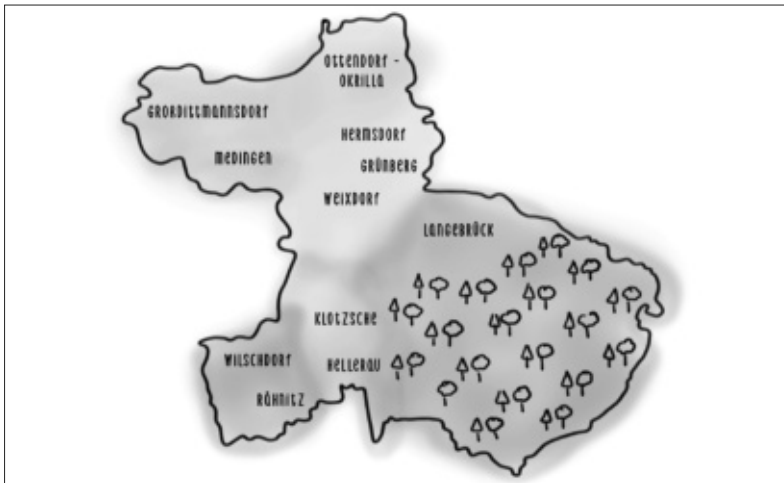 OTTENDORF -
OKRILLA
GROßDITTMANNSDORF
HERMSDORF
MEDINGEN
GRÜNBERG
WEIXDORF
LANGEBRÜCK
KLOTZSCHE
WILSCHDORF
HELLERAU
RÄHNITZ